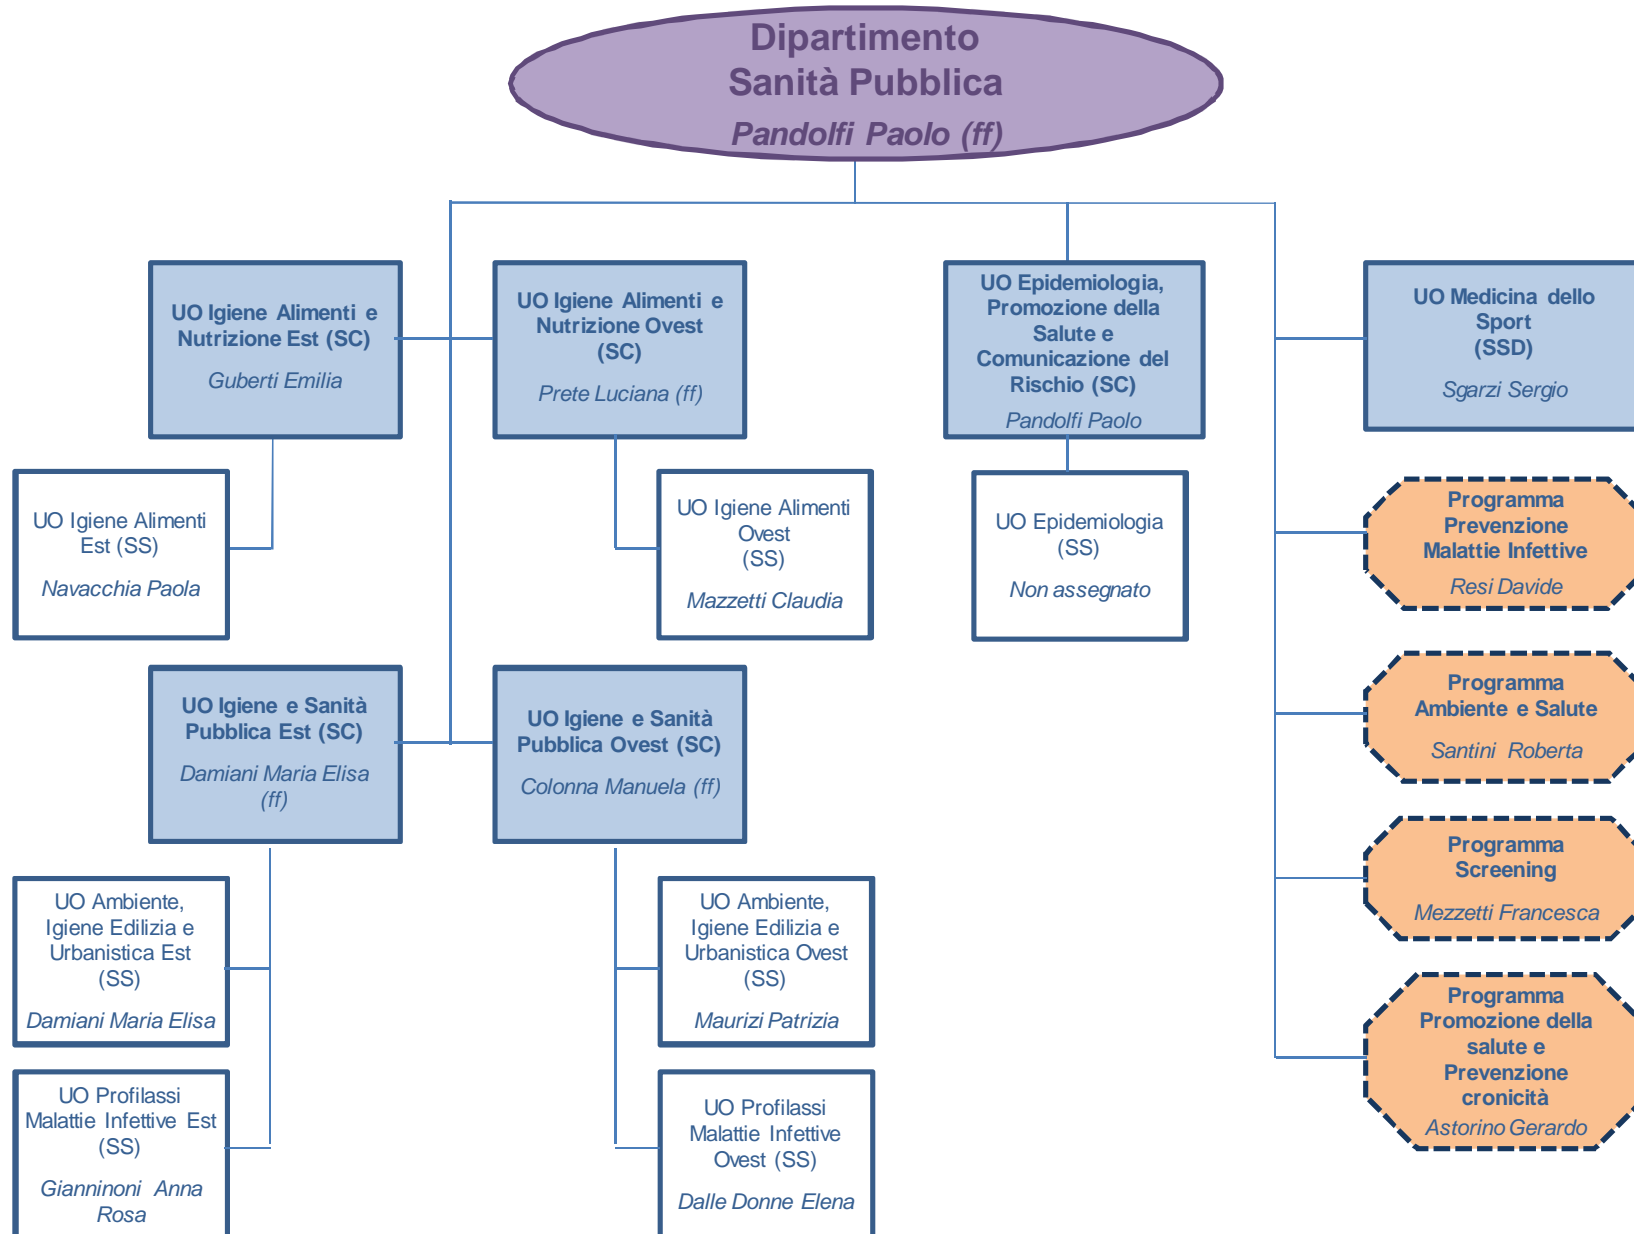 Dipartimento
Sanità Pubblica
Pandolfi Paolo (ff)
UO Igiene Alimenti e
Nutrizione Est (SC)
Guberti Emilia
UO Igiene Alimenti e
Nutrizione Ovest
(SC)
Prete Luciana (ff)
UO Epidemiologia,
Promozione della
Salute e
Comunicazione del
Rischio (SC)
Pandolfi Paolo
UO Medicina dello
Sport
(SSD)
Sgarzi Sergio
UO Igiene Alimenti
Est (SS)
Navacchia Paola
UO Igiene Alimenti
Ovest
(SS)
Mazzetti Claudia
UO Epidemiologia
(SS)
Non assegnato
Programma
Prevenzione
Malattie Infettive
Resi Davide
UO Igiene e Sanità
Pubblica Est (SC)
Damiani Maria Elisa
(ff)
UO Igiene e Sanità
Pubblica Ovest (SC)
Colonna Manuela (ff)
Programma
Ambiente e Salute
Santini Roberta
Programma
Screening
Mezzetti Francesca
UO Ambiente,
Igiene Edilizia e
Urbanistica Est
(SS)
Damiani Maria Elisa
UO Ambiente,
Igiene Edilizia e
Urbanistica Ovest
(SS)
Maurizi Patrizia
Programma
Promozione della
salute e
Prevenzione
cronicità
Astorino Gerardo
UO Profilassi
Malattie Infettive Est
(SS)
Gianninoni Anna
Rosa
UO Profilassi
Malattie Infettive
Ovest (SS)
Dalle Donne Elena